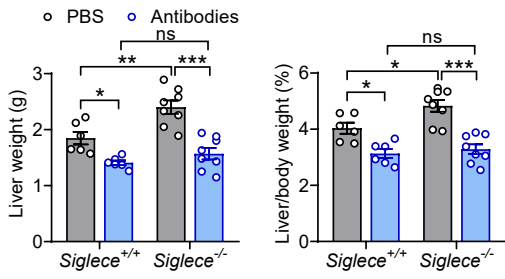 PBS Antibodies
ns
** ***
*
Liver weight (g)
3
2
1
0
Siglece+/+ Siglece-/-
ns
* ***
*
Liver/body weight (%)
6
4
2
0
Siglece+/+ Siglece-/-